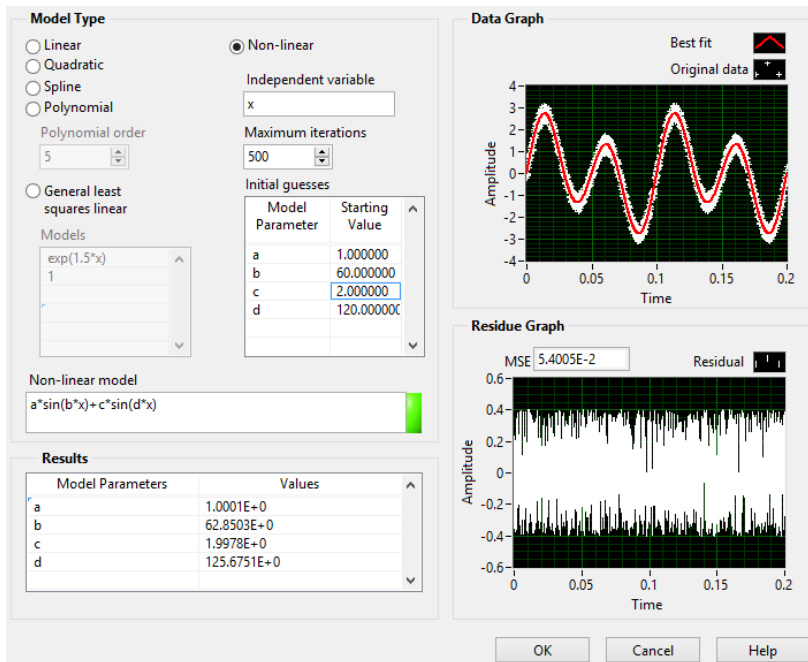 Model Type
Linear
Quadratic
Spline
Polynomial
Polynomial order
5
General least
squares linear
Models
exp(1.5*x)
1
Non-linear
Independent variable
x
Maximum iterations
500
Initial guesses
Model Parameter Starting Value
a 1.000000
b 60.000000
c 2.000000
d 120.000000
Non-linear model
a*sin(b*x)+c*sin(d*x)
Results
Model Parameters Values
a 1.0001E+0
b 62.8503E+0
c 1.9978E+0
d 125.6751E+0
Data Graph
Best fit
Original data
Amplitude
4
3
2
1
0
-1
-2
-3
-4
0 0.05 0.1 0.15 0.2
Time
Residue Graph
MSE 5.4005E-2 Residual
Amplitude
0.6
0.4
0.2
0
-0.2
-0.4
-0.6
0 0.05 0.1 0.15 0.2
Time
OK Cancel Help